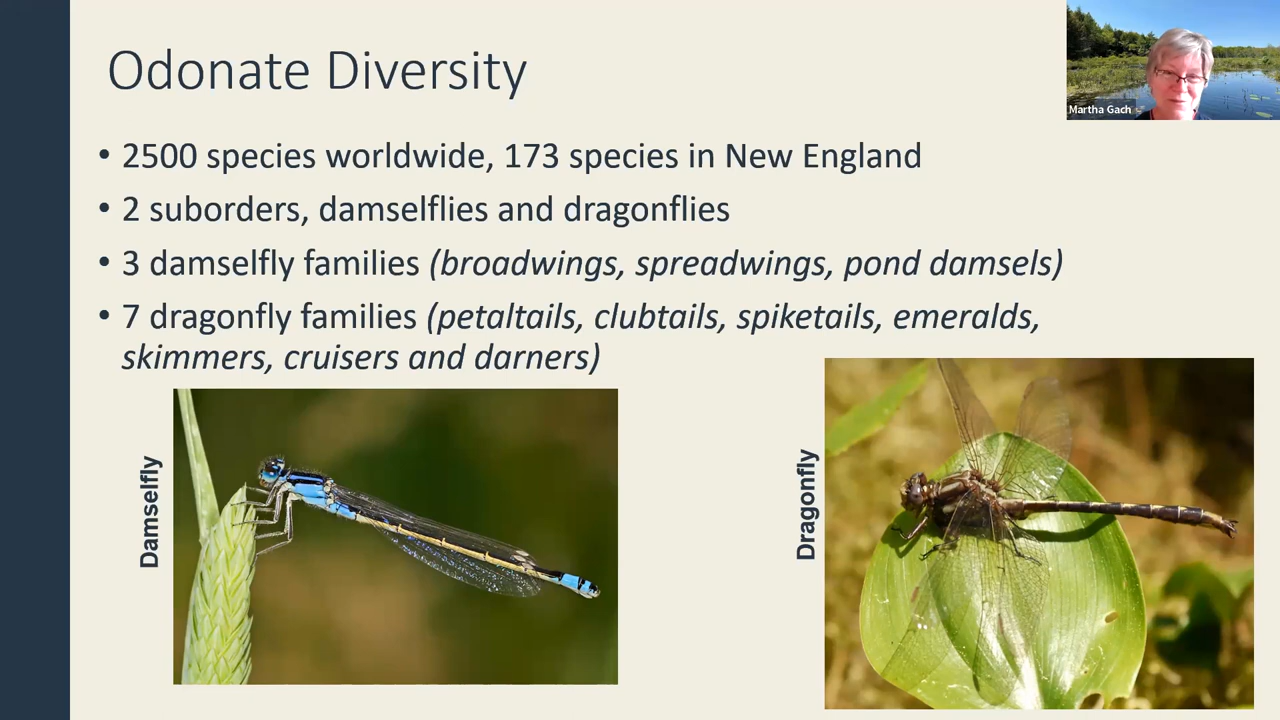 Odonate Diversity
Martha Gach
• 2500 species worldwide, 173 species in New England
• 2 suborders, damselflies and dragonflies
• 3 damselfly families (broadwings, spreadwings, pond damsels)
• 7 dragonfly families (petaltails, clubtails, spiketails, emeralds,
skimmers, cruisers and darners)
Damselfly
Dragonfly